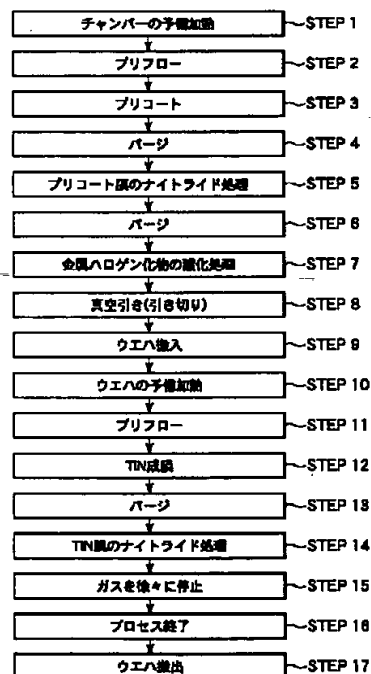 チャンバーの予備加熱 STEP 1
プリフロー STEP 2
プリコート STEP 3
パージ STEP 4
プリコート膜のナイトライド処理 STEP 5
パージ STEP 6
金属ハロゲン化物の酸化処理 STEP 7
真空引き(引き切り) STEP 8
ウエハ搬入 STEP 9
ウエハの予備加熱 STEP 10
プリフロー STEP 11
TiN成膜 STEP 12
パージ STEP 13
TiN膜のナイトライド処理 STEP 14
ガスを徐々に停止 STEP 15
プロセス終了 STEP 16
ウエハ搬出 STEP 17